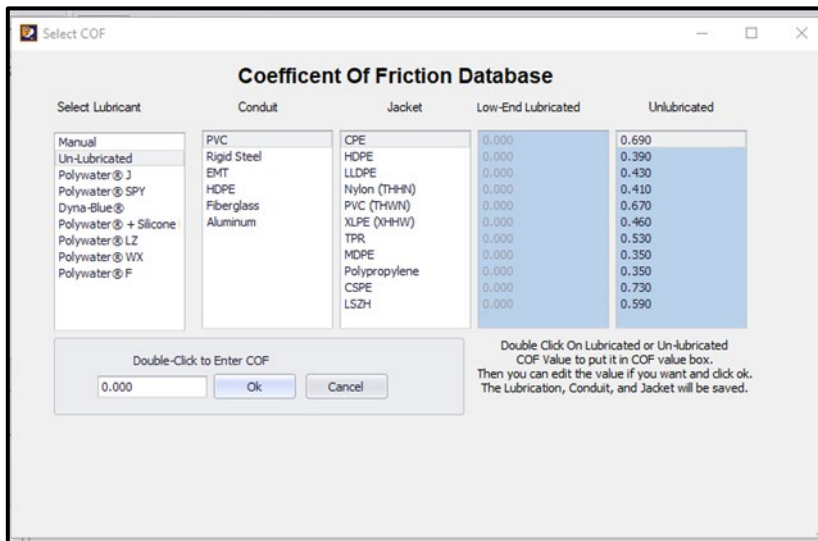 Select COF
Coefficent Of Friction Database
Select Lubricant
Conduit
Jacket
Low-End Lubricated
Unlubricated
Manual
Un-Lubricated
Polywater® J
Polywater® SPY
Dyna-Blue®
Polywater® + Silicone
Polywater® LZ
Polywater® WX
Polywater® F
PVC
Rigid Steel
EMT
HDPE
Fiberglass
Aluminum
CPE
HDPE
LLDPE
Nylon (THHN)
PVC (THWN)
XLPE (XHHW)
TPR
MDPE
Polypropylene
CSPE
LSZH
0.000
0.000
0.000
0.000
0.000
0.000
0.000
0.000
0.000
0.000
0.000
0.690
0.390
0.430
0.410
0.670
0.460
0.530
0.350
0.350
0.730
0.590
Double-Click to Enter COF
0.000
Ok
Cancel
Double Click On Lubricated or Un-lubricated
COF Value to put it in COF value box.
Then you can edit the value if you want and click ok.
The Lubrication, Conduit, and Jacket will be saved.